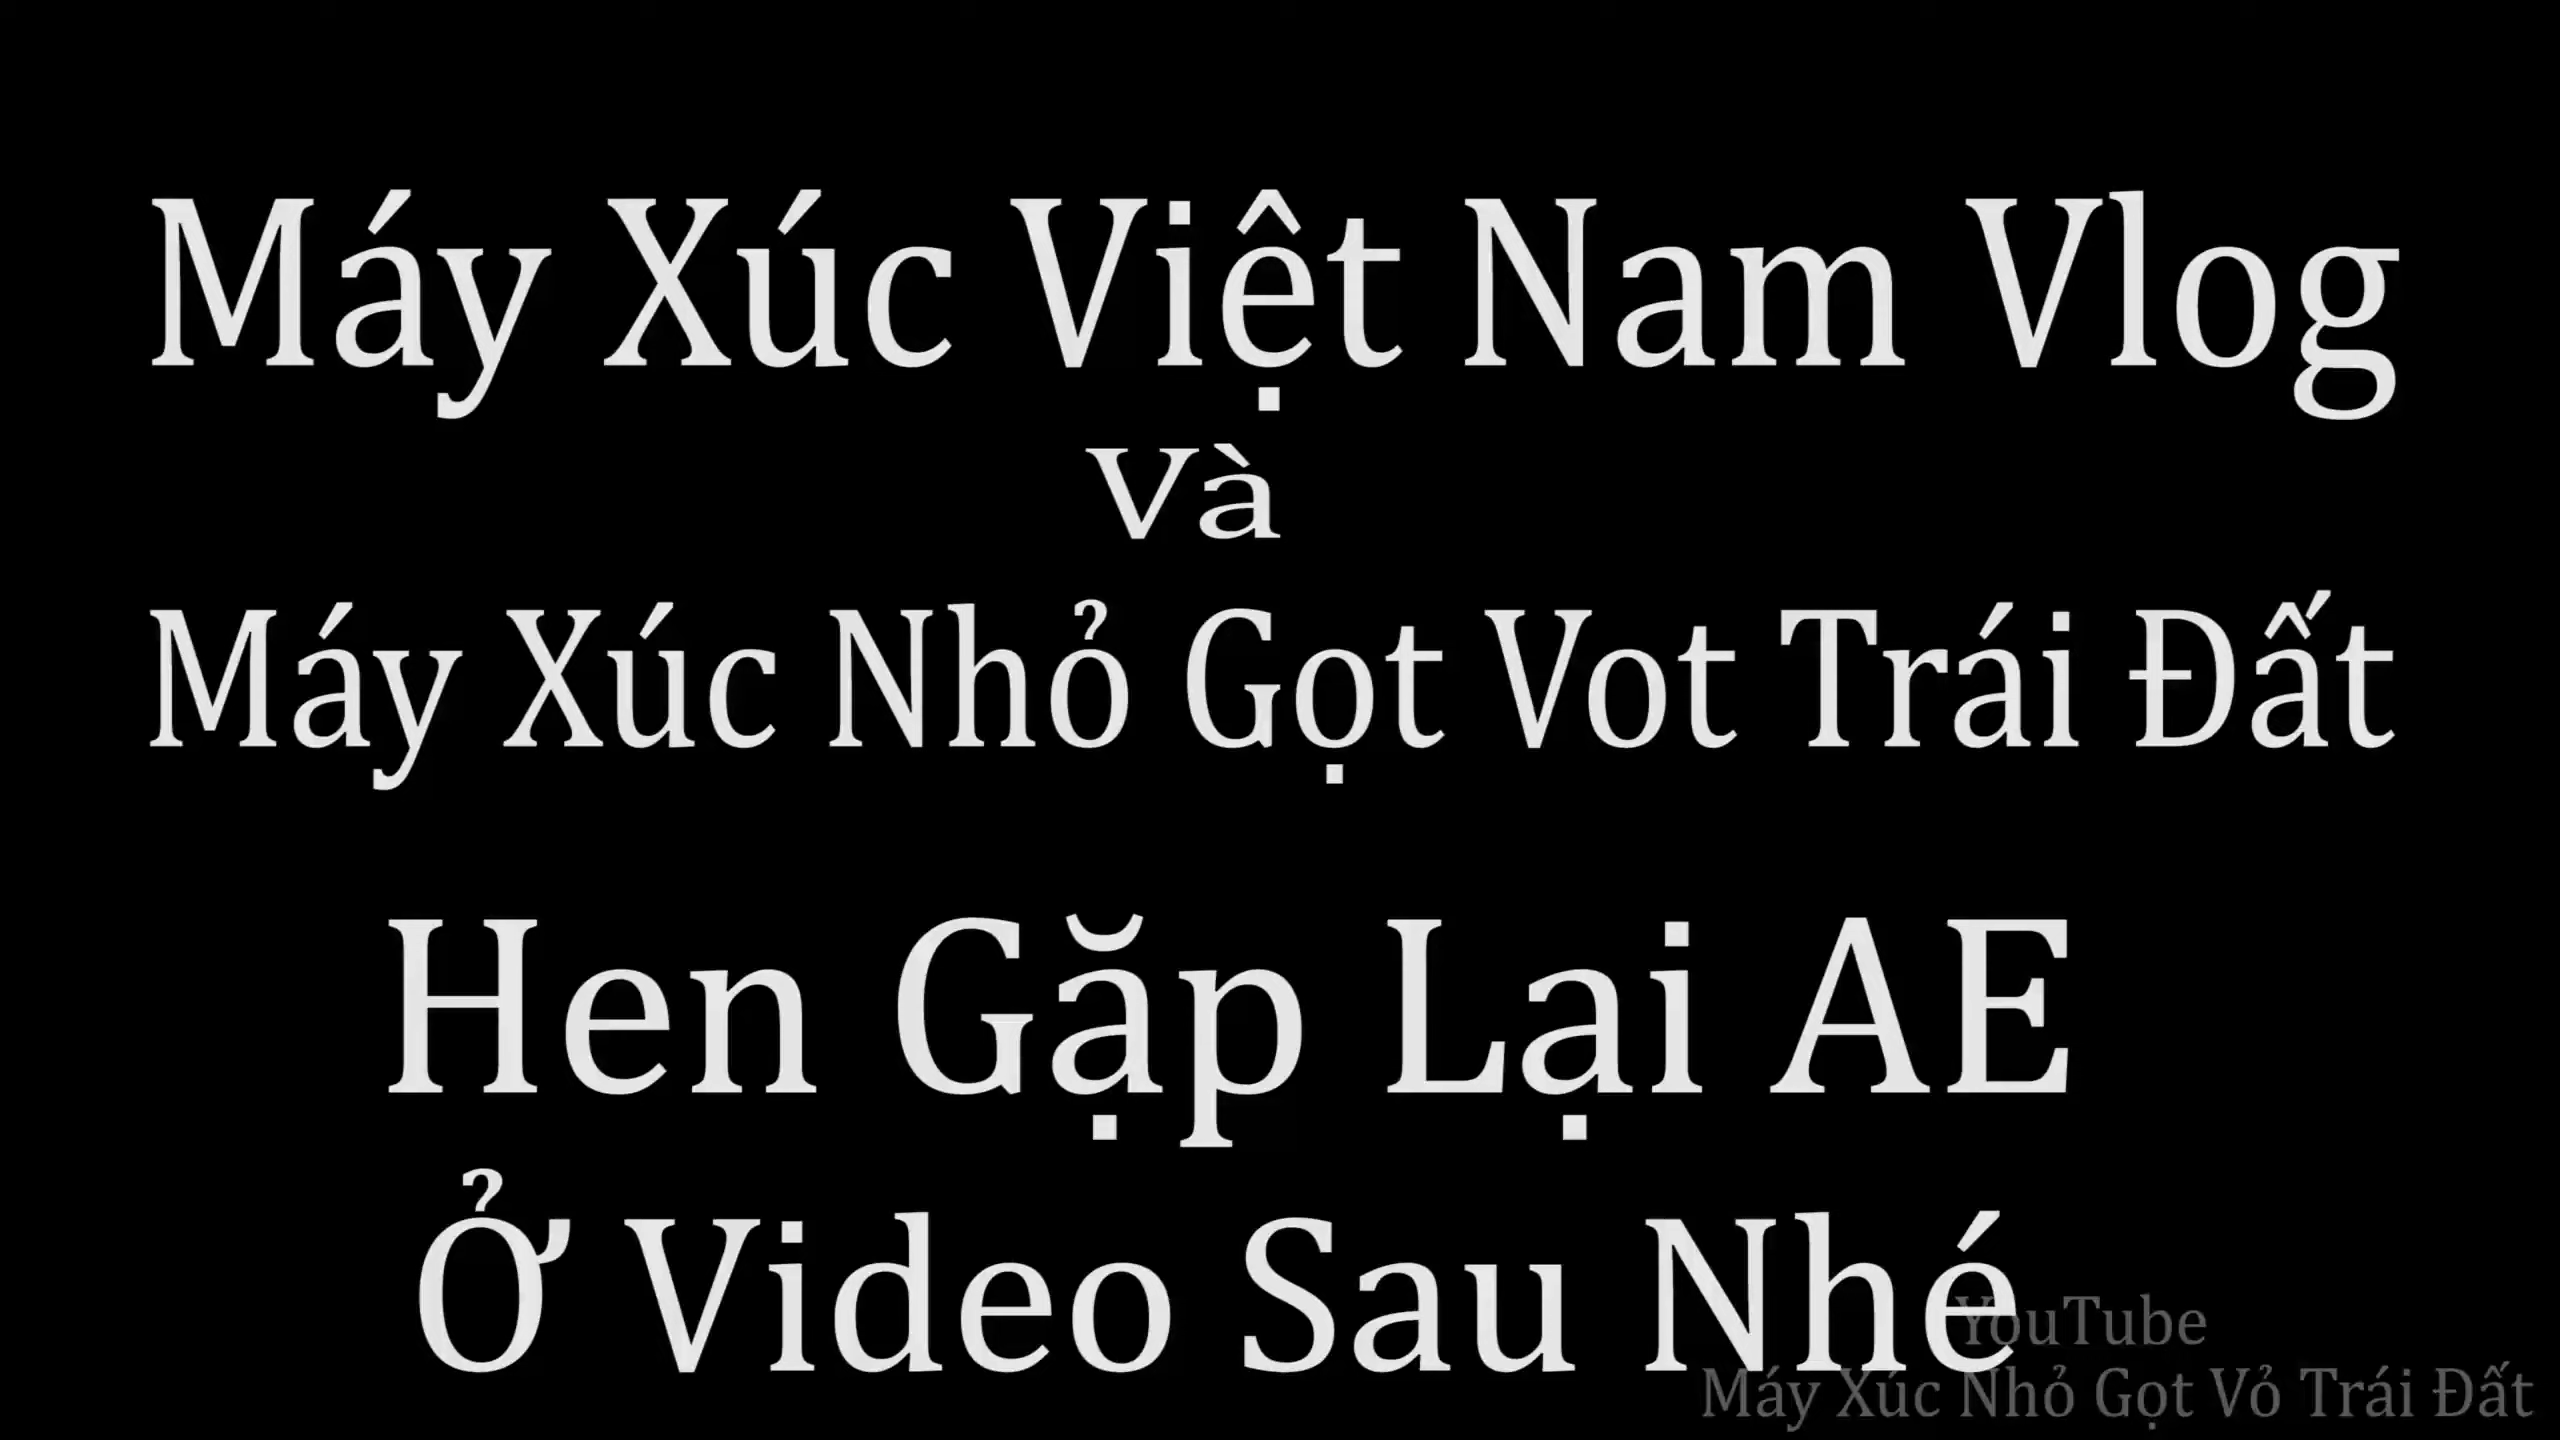 Máy Xúc Việt Nam Vlog
Và
Máy Xúc Nhỏ Gọt Vot Trái Đất
Hen Gặp Lại AE
Ở Video Sau Nhé
YouTube
Máy Xúc Nhỏ Gọt Vỏ Trái Đất